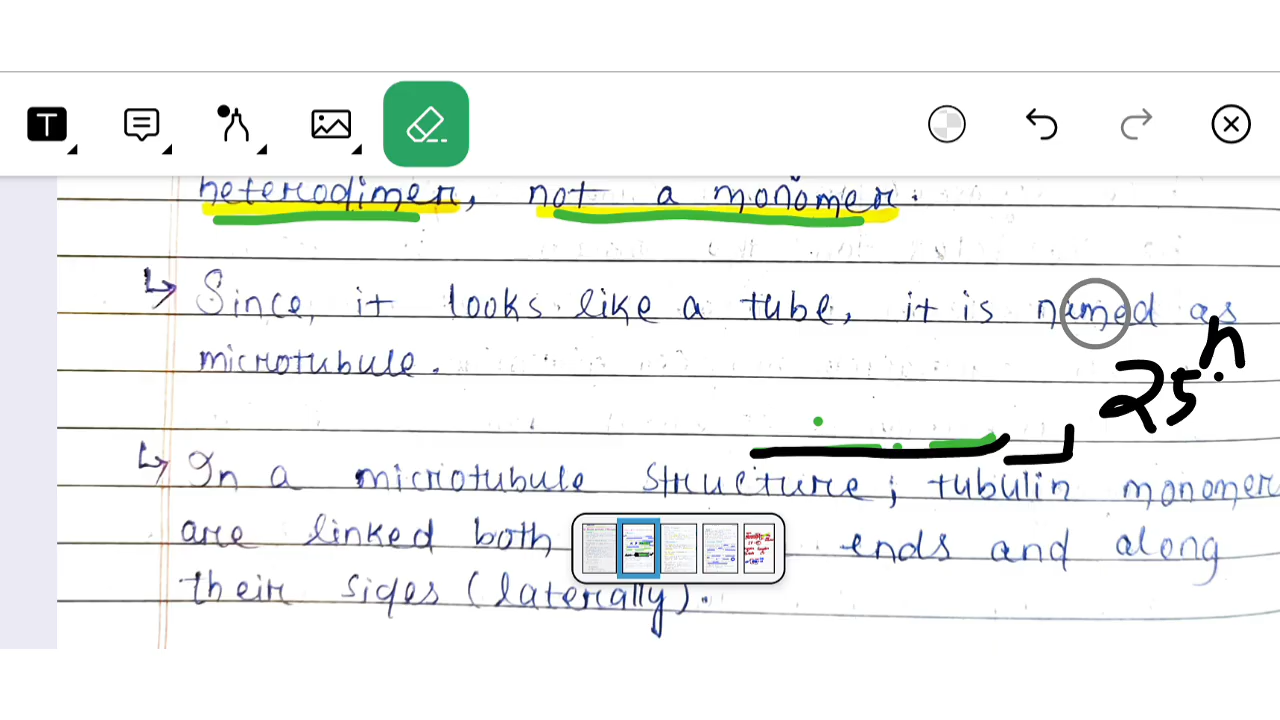 T
heterodimer, not a monomer.
↳ Since, it looks like a tube, it is named as
microtubule.
25 n
↳ In a microtubule structure; tubulin monomer
are linked both ends and along
their sides (laterally).